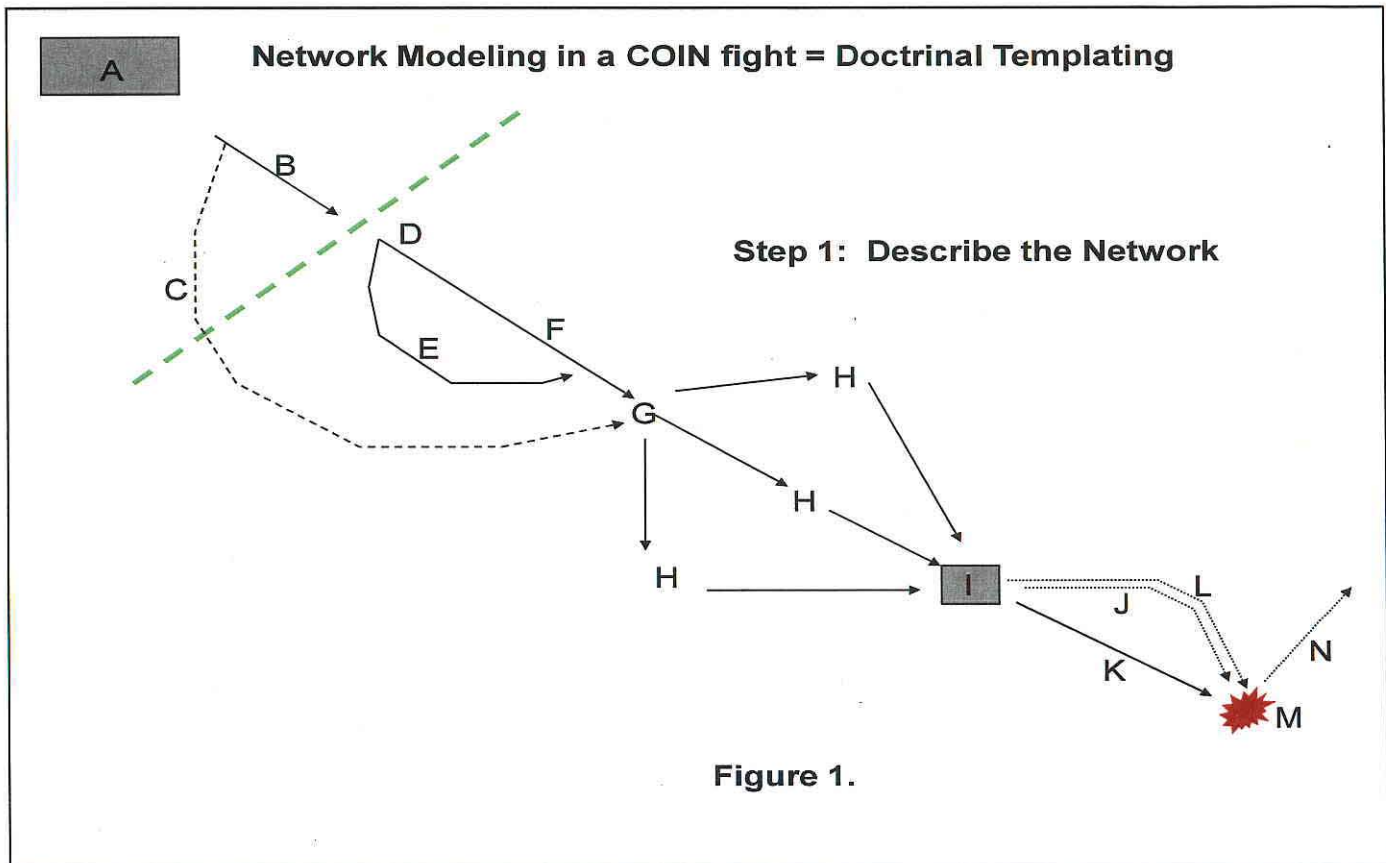 A
Network Modeling in a COIN fight = Doctrinal Templating
B
D
Step 1:  Describe the Network
C
F
E
H
G
H
H
I
L
J
N
K
M
Figure 1.